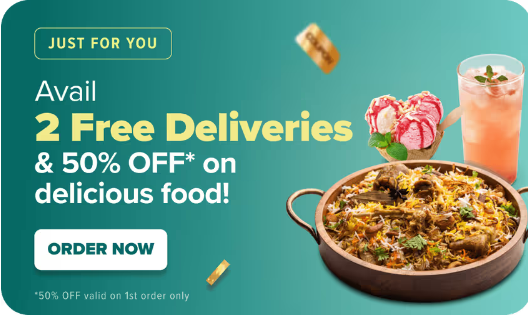 JUST FOR YOU
COUPON
Avail
2 Free Deliveries
& 50% OFF* on
delicious food!
ORDER NOW
*50% OFF valid on 1st order only